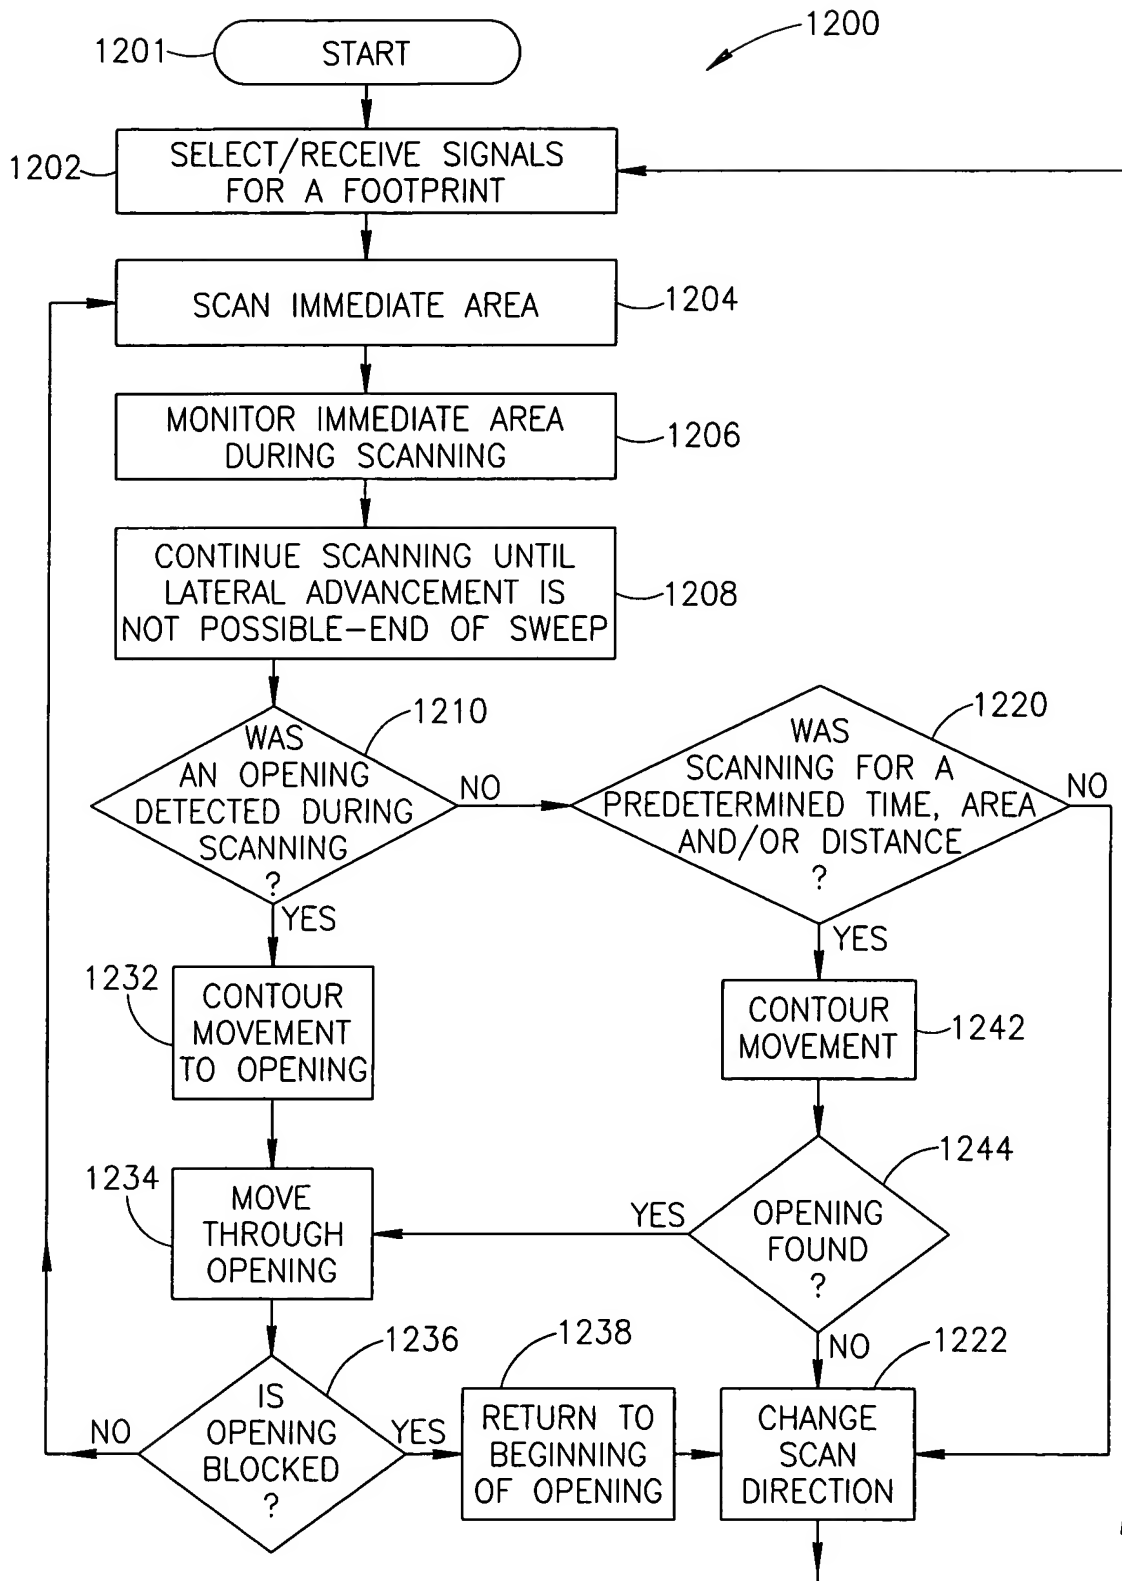 1200
1201
START
1202
SELECT/RECEIVE SIGNALS
FOR A FOOTPRINT
SCAN IMMEDIATE AREA
1204
MONITOR IMMEDIATE AREA
DURING SCANNING
1206
CONTINUE SCANNING UNTIL
LATERAL ADVANCEMENT IS
NOT POSSIBLE-END OF SWEEP
1208
1210
WAS
AN OPENING
DETECTED DURING
SCANNING
?
NO
YES
1220
WAS
SCANNING FOR A
PREDETERMINED TIME, AREA
AND/OR DISTANCE
?
NO
YES
1232
CONTOUR
MOVEMENT
TO OPENING
CONTOUR
MOVEMENT
1242
1234
MOVE
THROUGH
OPENING
YES
1244
OPENING
FOUND
?
NO
1236
IS
OPENING
BLOCKED
?
NO
YES
1238
RETURN TO
BEGINNING
OF OPENING
1222
CHANGE
SCAN
DIRECTION